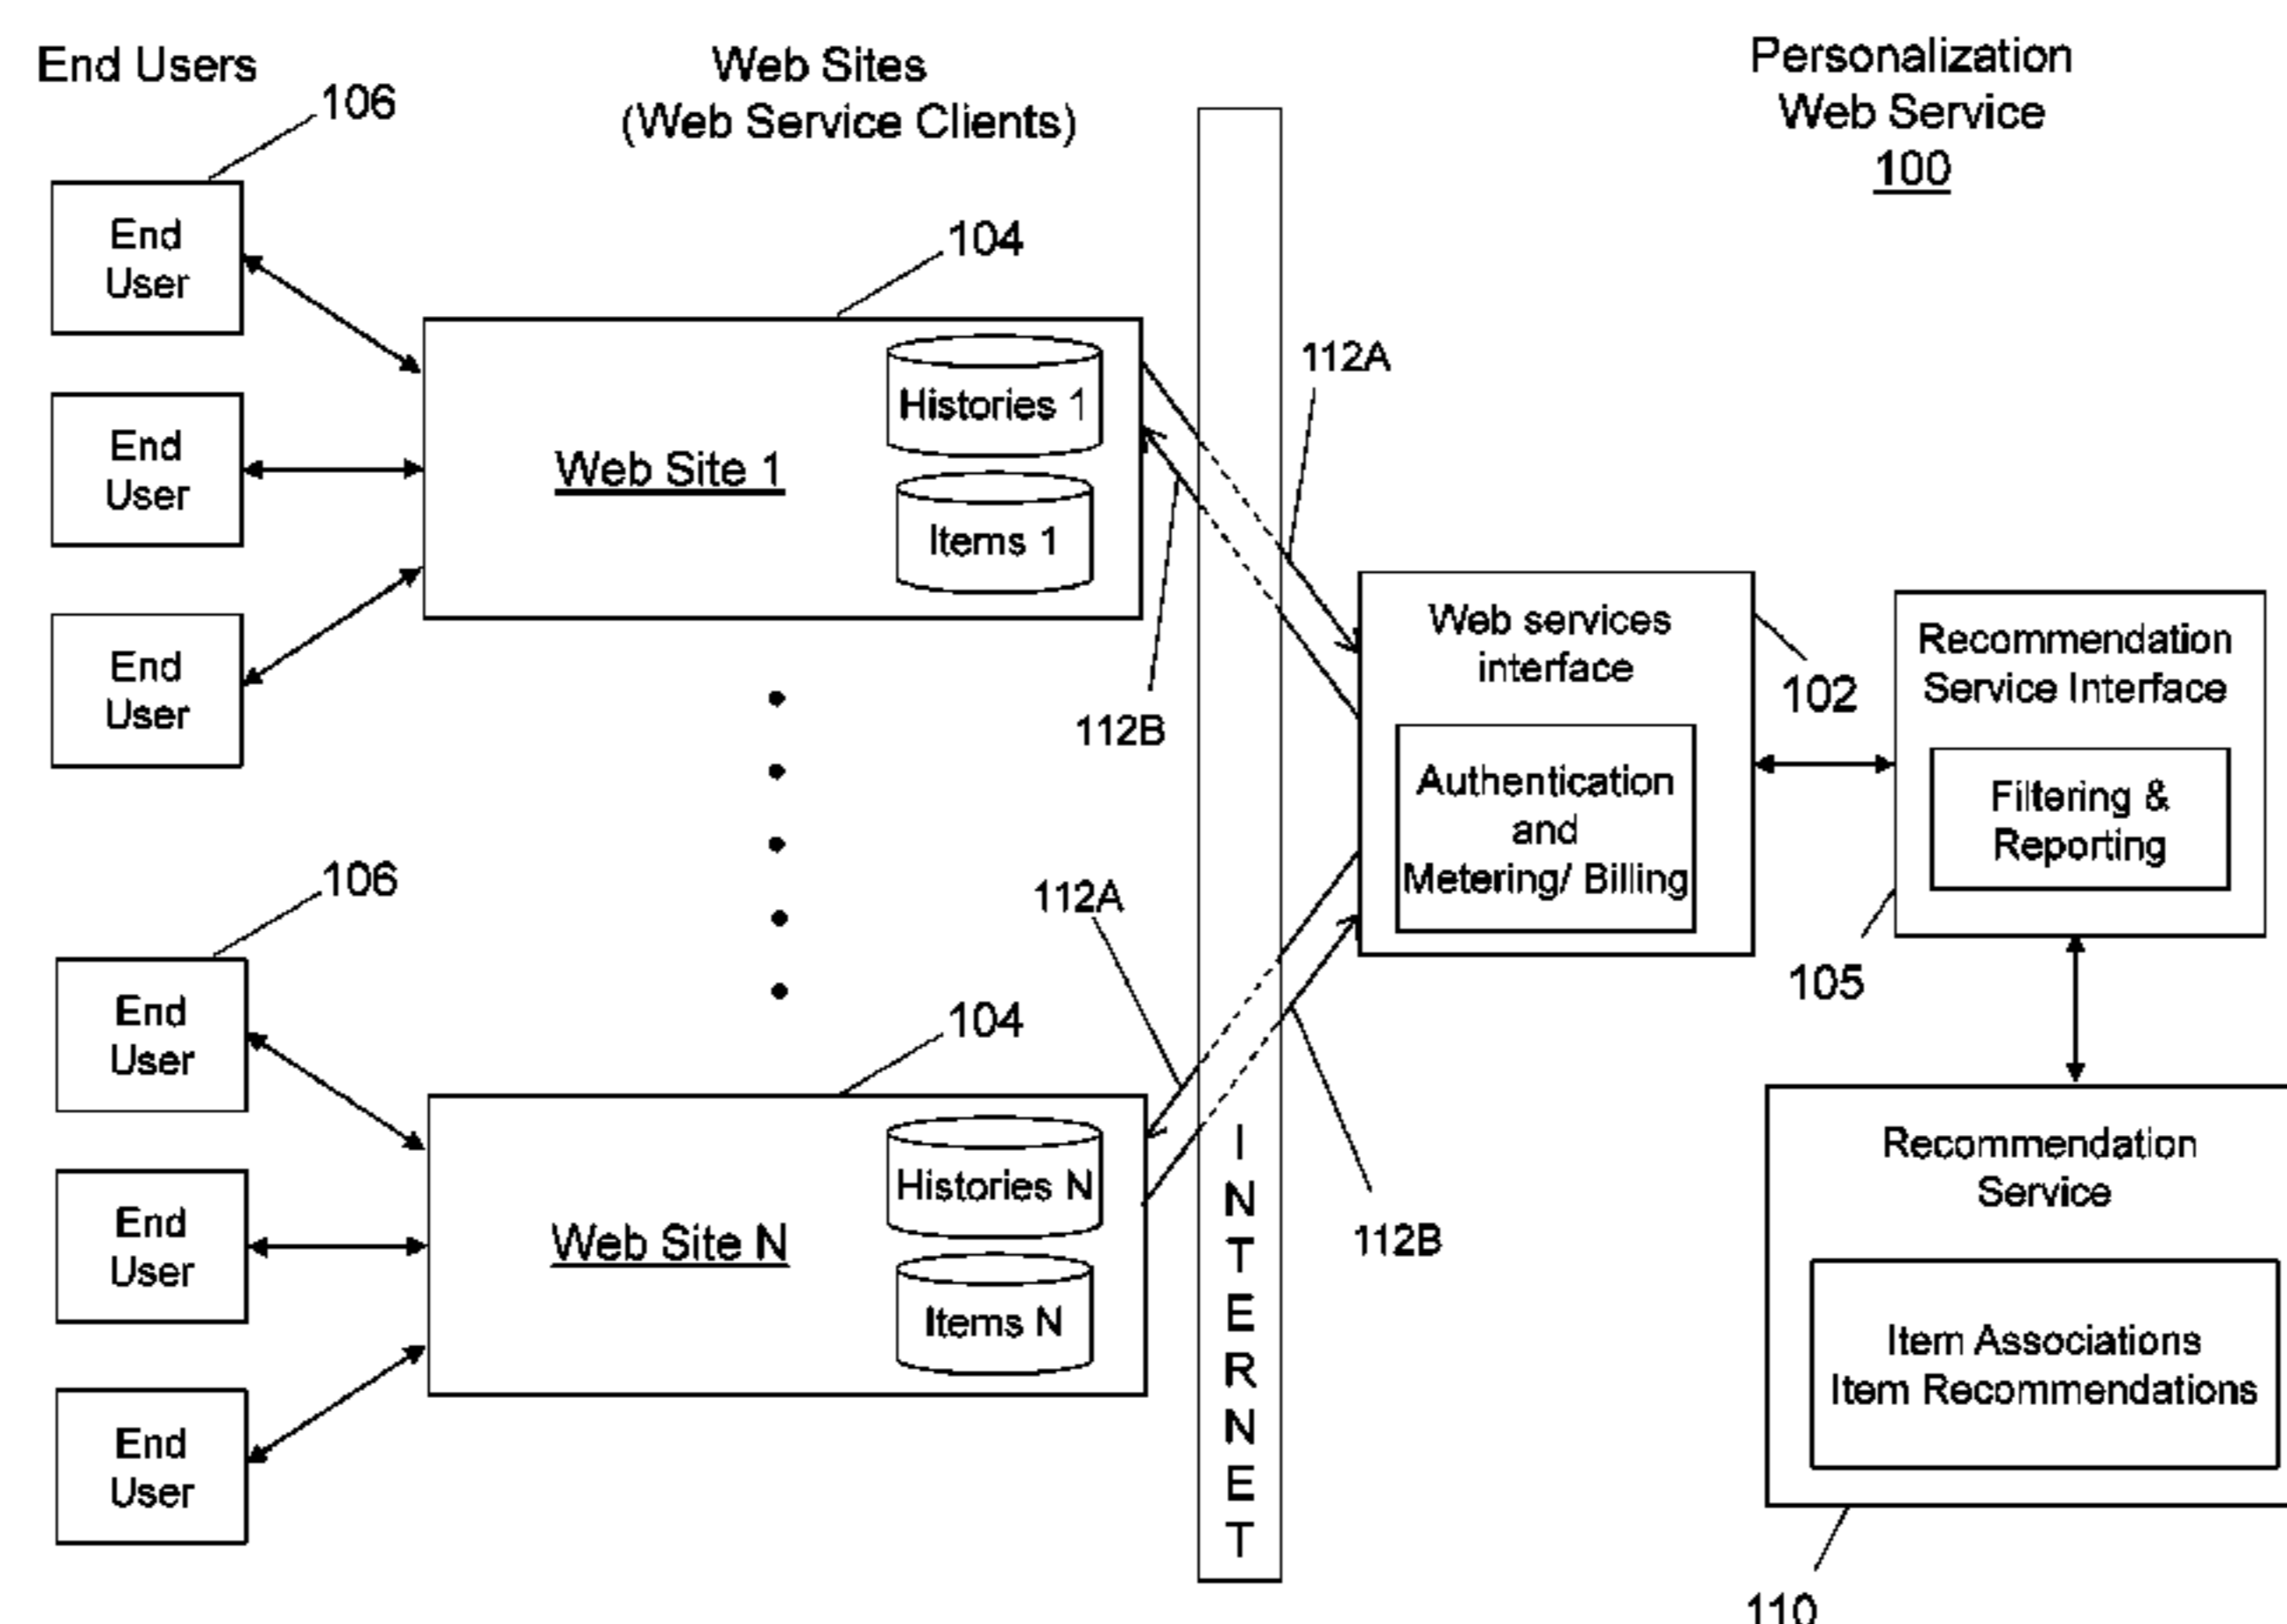 End Users
106
End
User
End
User
End
User
106
End
User
End
User
End
User
Web Sites
(Web Service Clients)
104
Web Site 1
Histories 1
Items 1
104
Web Site N
Histories N
Items N
112A
112B
112A
112B
INTERNET
Personalization
Web Service
100
Web services
interface
Authentication
and
Metering/ Billing
102
Recommendation
Service Interface
Filtering &
Reporting
105
Recommendation
Service
Item Associations
Item Recommendations
110